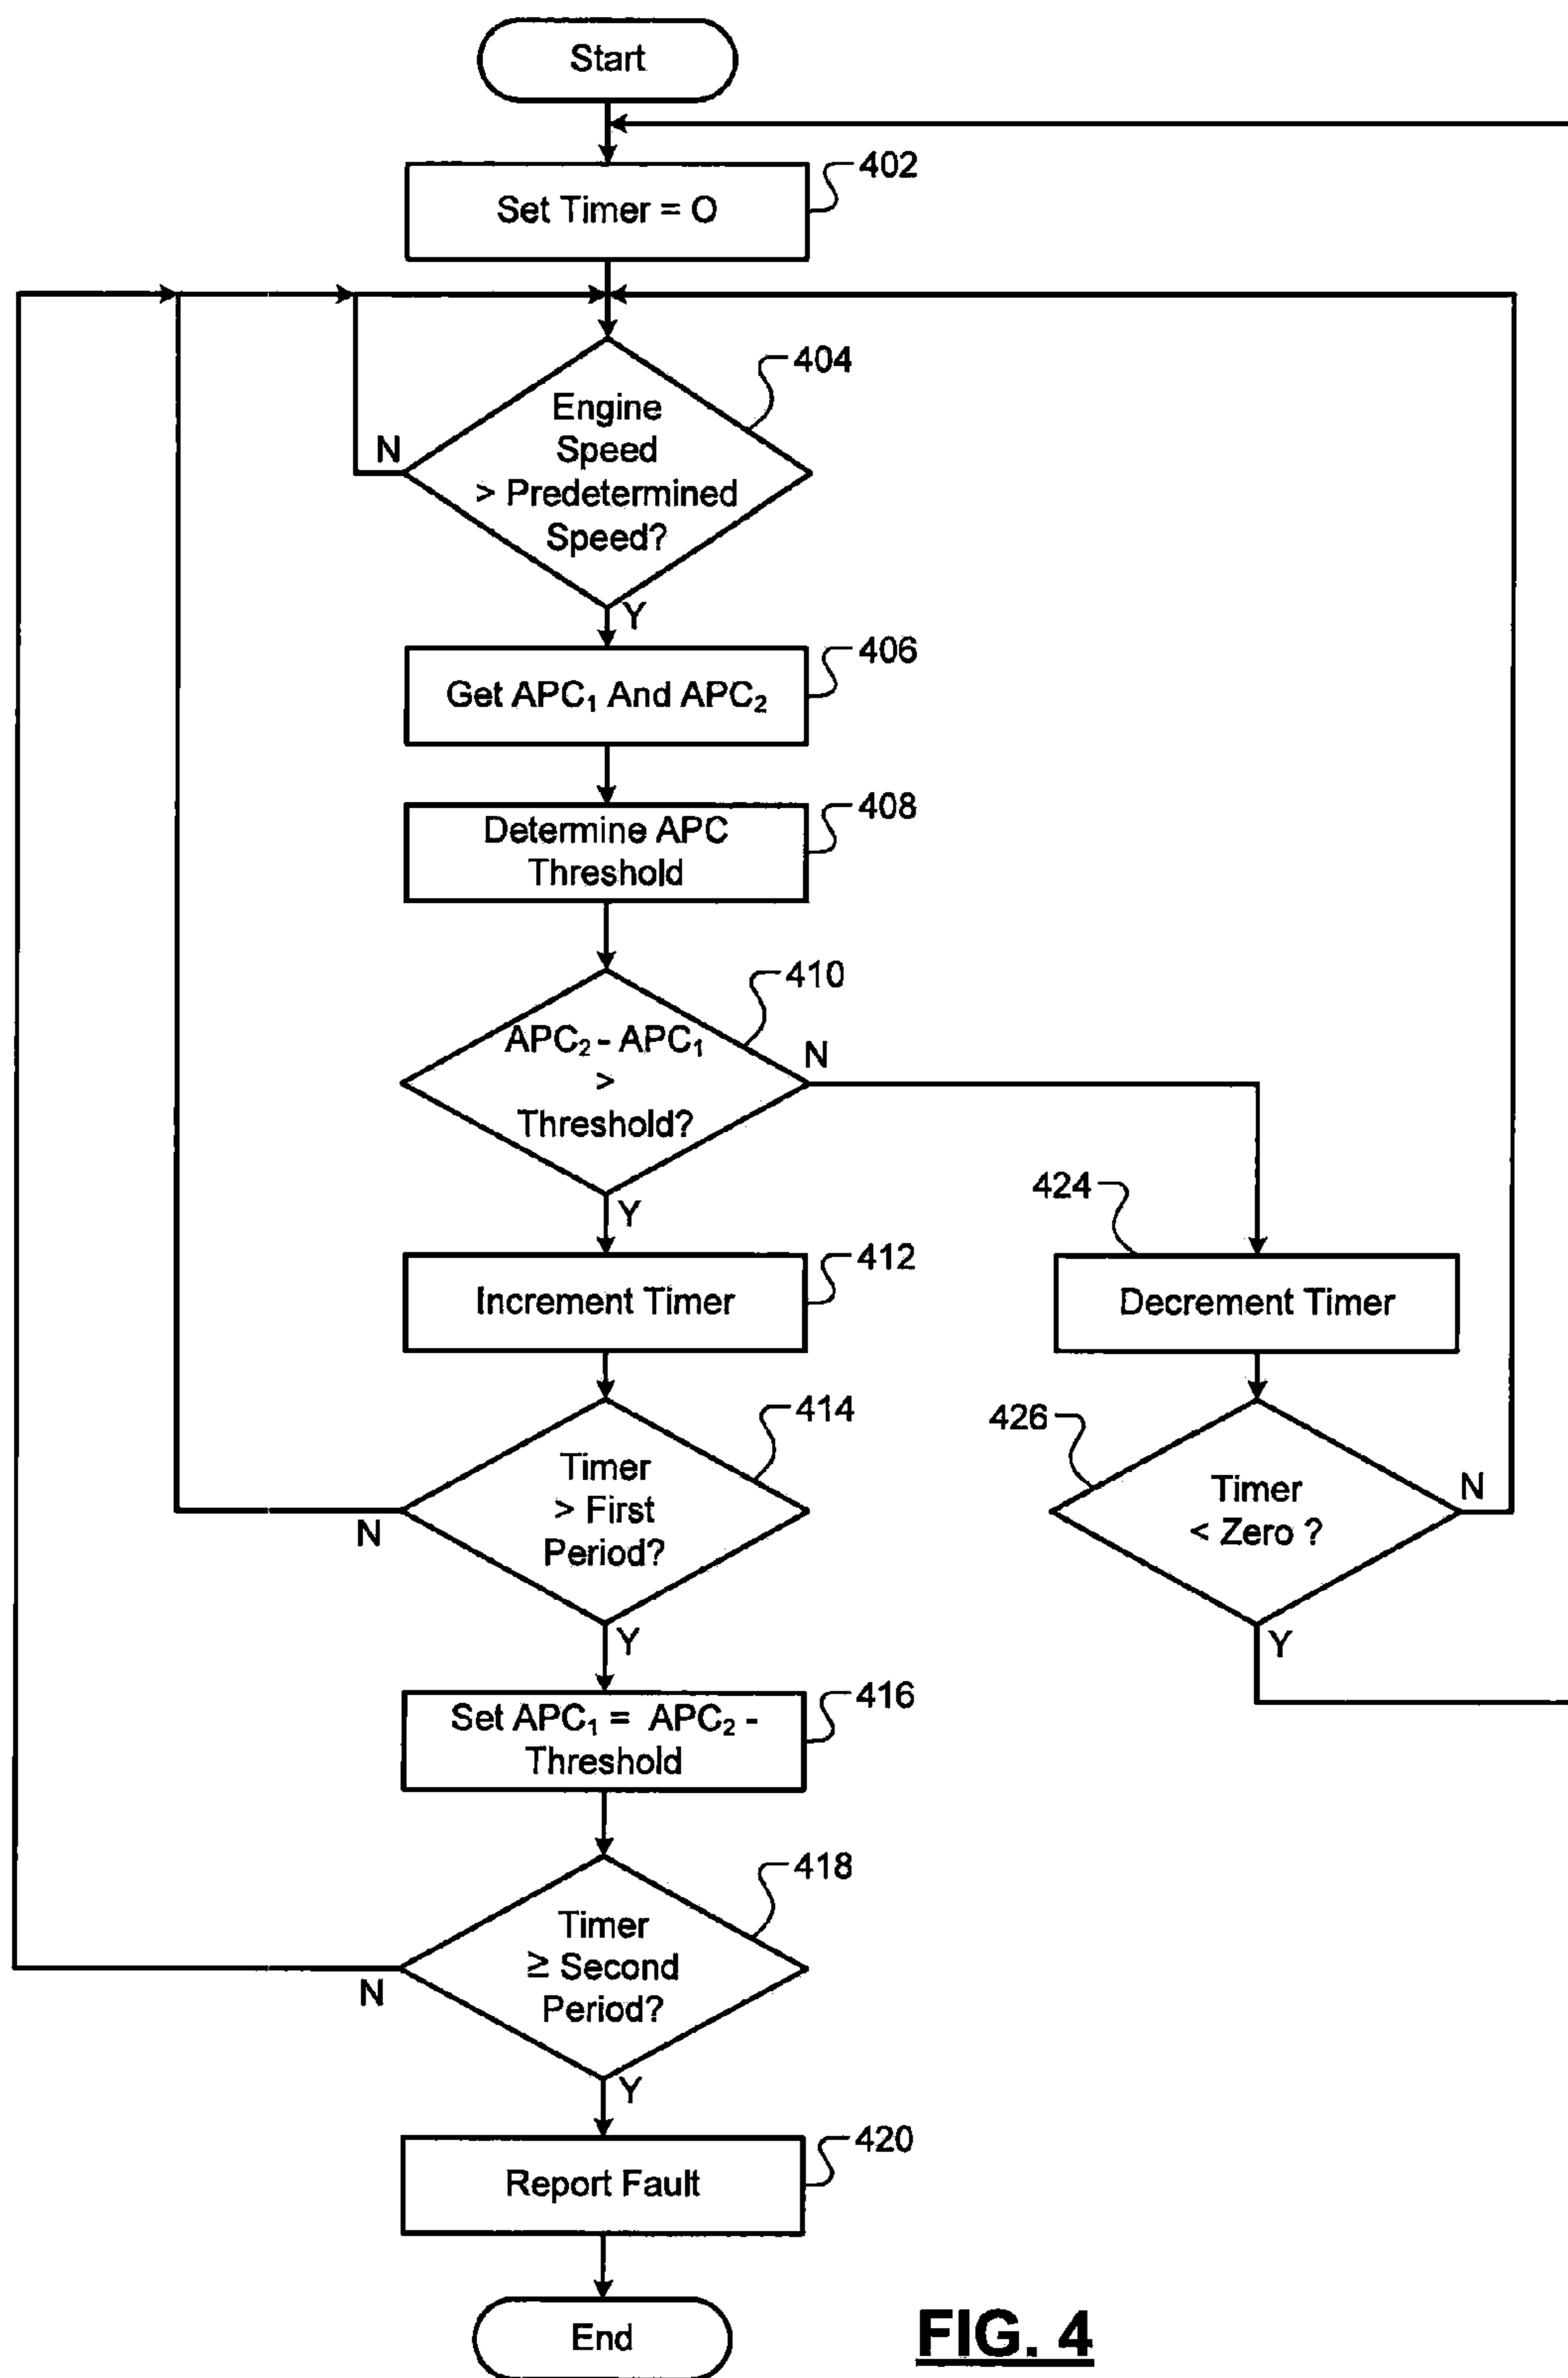 Start
402
Set Timer = O
404
Engine
Speed
> Predetermined
Speed?
N
Y
406
Get APC₁ And APC₂
408
Determine APC
Threshold
410
APC₂ - APC₁
>
Threshold?
N
Y
424
412
Increment Timer
Decrement Timer
414
426
Timer
> First
Period?
N
Y
Timer
< Zero ?
N
Y
416
Set APC₁ = APC₂ -
Threshold
418
Timer
≥ Second
Period?
N
Y
420
Report Fault
End
FIG. 4